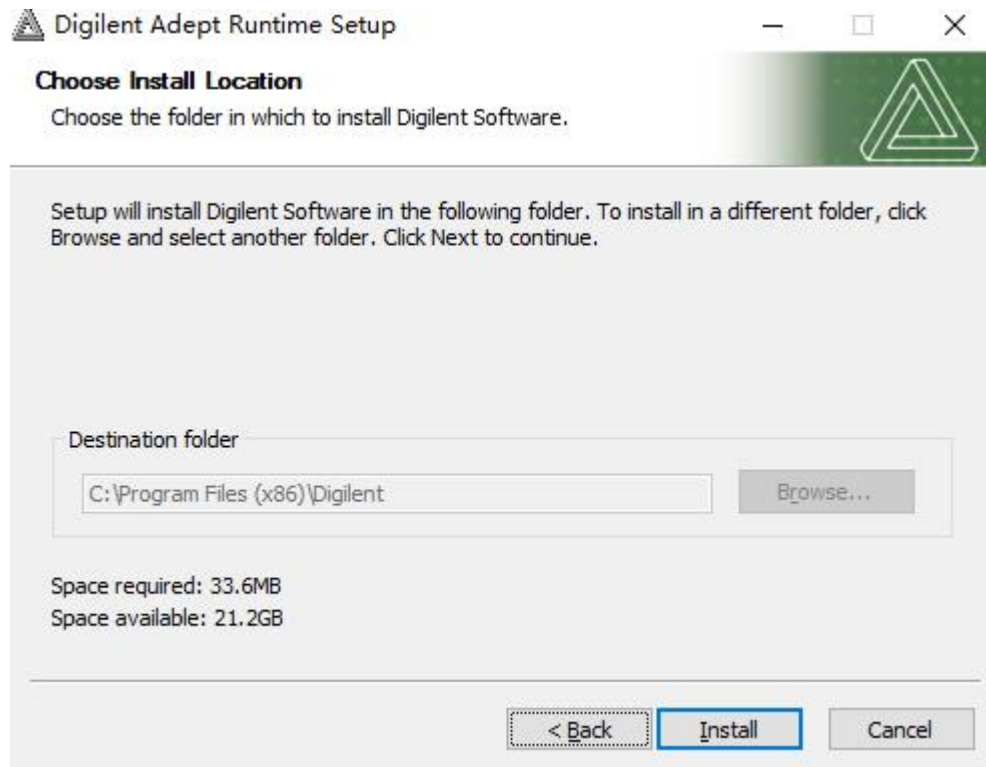 Digilent Adept Runtime Setup
Choose Install Location
Choose the folder in which to install Digilent Software.
Setup will install Digilent Software in the following folder. To install in a different folder, click
Browse and select another folder. Click Next to continue.
Destination folder
C:\Program Files (x86)\Digilent
Browse...
Space required: 33.6MB
Space available: 21.2GB
< Back
Install
Cancel